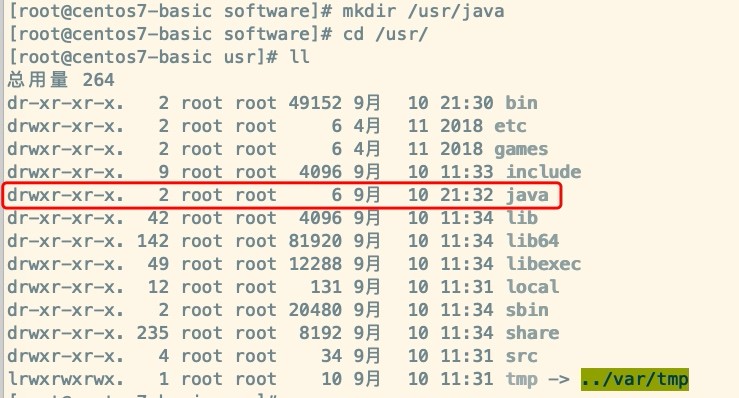 [root@centos7-basic software]# mkdir /usr/java
[root@centos7-basic software]# cd /usr/
[root@centos7-basic usr]# ll
总用量 264
dr-xr-xr-x.   2 root root 49152 9月  10 21:30 bin
drwxr-xr-x.   2 root root     6 4月  11 2018 etc
drwxr-xr-x.   2 root root     6 4月  11 2018 games
drwxr-xr-x.   9 root root  4096 9月  10 11:33 include
drwxr-xr-x.   2 root root     6 9月  10 21:32 java
dr-xr-xr-x.  42 root root  4096 9月  10 11:34 lib
dr-xr-xr-x. 142 root root 81920 9月  10 11:34 lib64
drwxr-xr-x.  49 root root 12288 9月  10 11:34 libexec
drwxr-xr-x.  12 root root   131 9月  10 11:31 local
dr-xr-xr-x.   2 root root 20480 9月  10 11:34 sbin
drwxr-xr-x. 235 root root  8192 9月  10 11:34 share
drwxr-xr-x.   4 root root    34 9月  10 11:31 src
lrwxrwxrwx.   1 root root    10 9月  10 11:31 tmp -> ../var/tmp